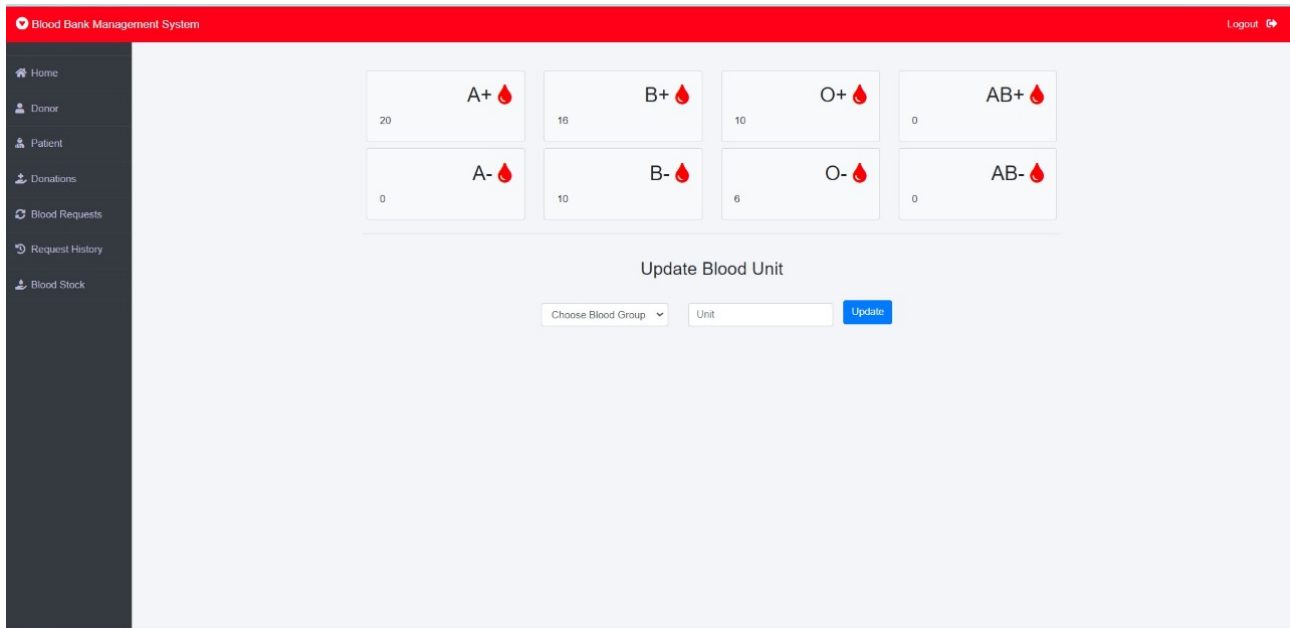 Blood Bank Management System
Logout
Home
Donor
Patient
Donations
Blood Requests
Request History
Blood Stock
A+
20
B+
16
O+
10
AB+
0
A-
0
B-
10
O-
6
AB-
0
Update Blood Unit
Choose Blood Group
Unit
Update